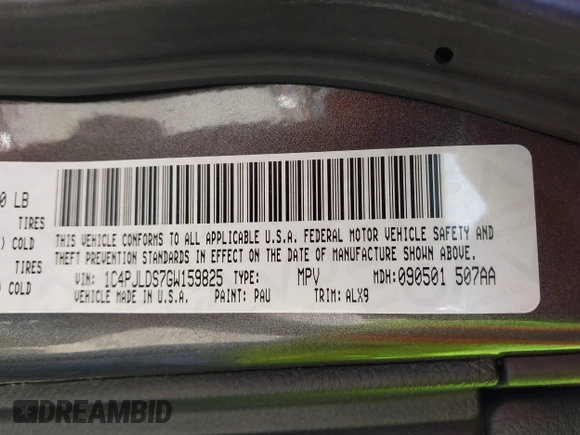 0 LB
TIRES
) COLD
TIRES
) COLD
THIS VEHICLE CONFORMS TO ALL APPLICABLE U.S.A. FEDERAL MOTOR VEHICLE SAFETY AND
THEFT PREVENTION STANDARDS IN EFFECT ON THE DATE OF MANUFACTURE SHOWN ABOVE.
VIN: 1C4PJLDS7GW159825 TYPE: MPV MDH:090501 507AA
VEHICLE MADE IN U.S.A. PAINT: PAU TRIM: ALX9
DREAMBID